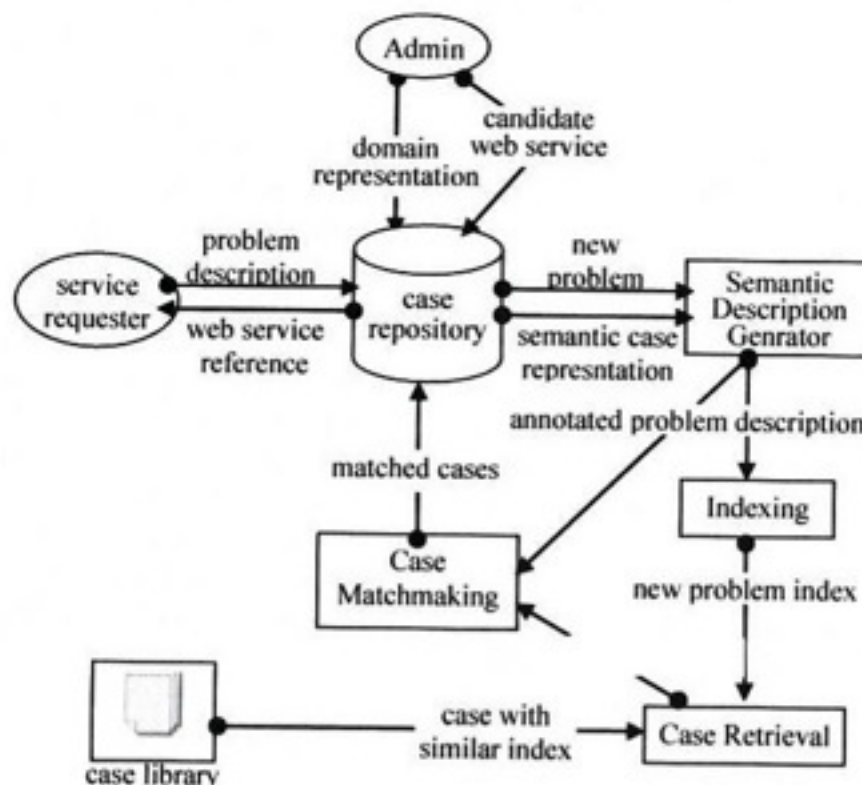 Admin
candidate
web service
domain
representation
problem
description
new
problem
service
requester
case
repository
Semantic
Description
Genrator
web service
reference
semantic case
represntation
annotated problem description
matched cases
Indexing
Case
Matchmaking
new problem index
case with
similar index
Case Retrieval
case library